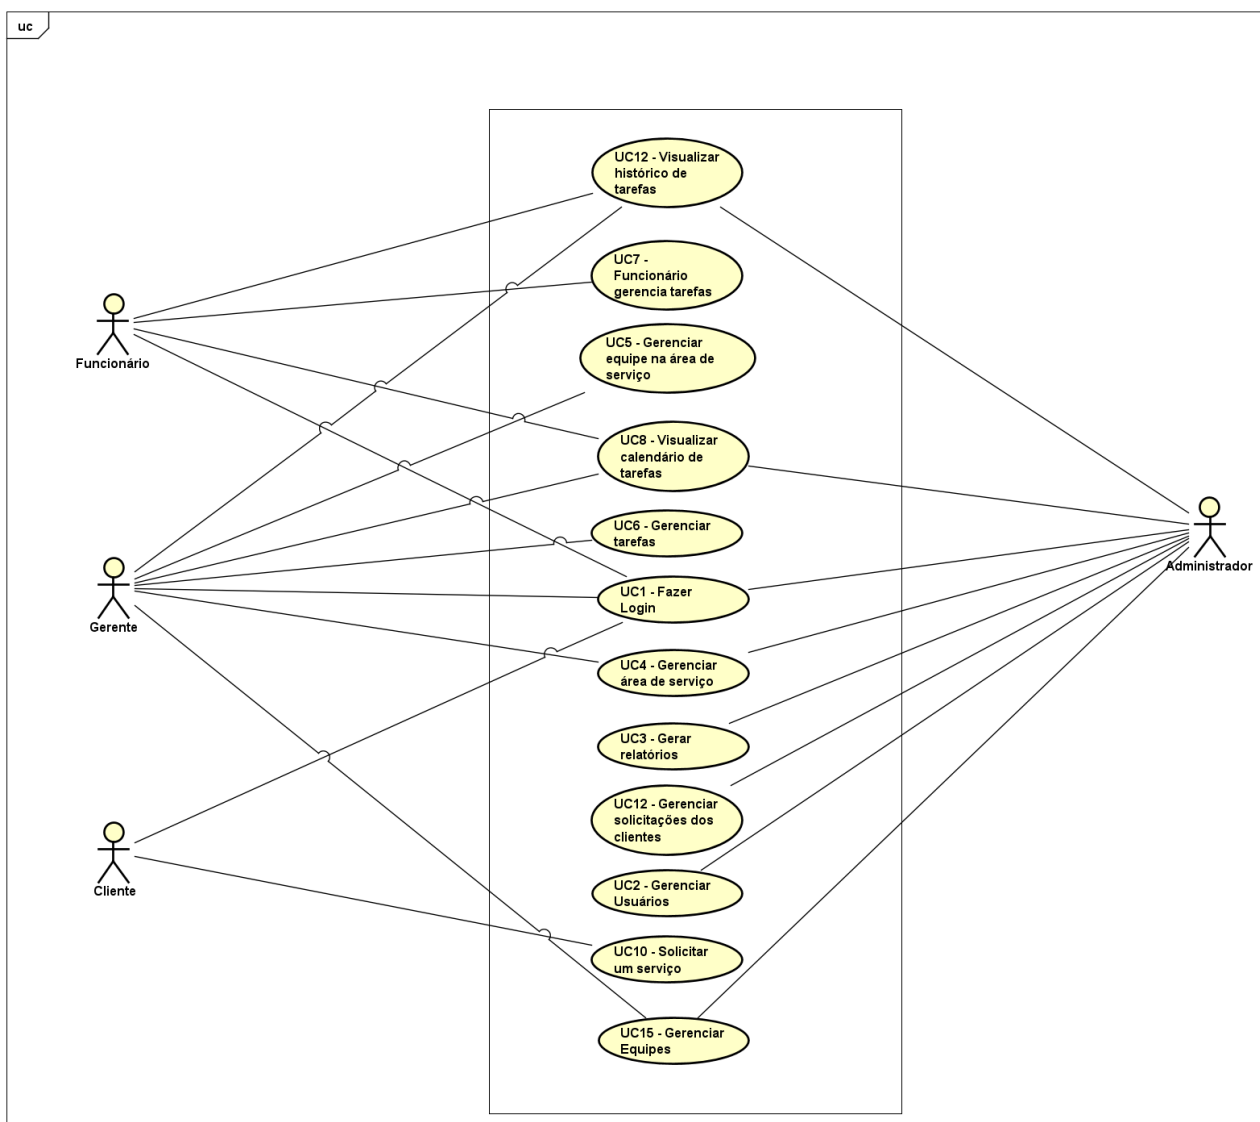 uc
UC12 - Visualizar
histórico de
tarefas
UC7 -
Funcionário
gerencia tarefas
UC5 - Gerenciar
equipe na área de
serviço
Funcionário
UC8 - Visualizar
calendário de
tarefas
UC6 - Gerenciar
tarefas
Administrador
UC1 - Fazer
Login
Gerente
UC4 - Gerenciar
área de serviço
UC3 - Gerar
relatórios
UC12 - Gerenciar
solicitações dos
clientes
Cliente
UC2 - Gerenciar
Usuários
UC10 - Solicitar
um serviço
UC15 - Gerenciar
Equipes